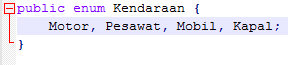 public enum Kendaraan {
    Motor, Pesawat, Mobil, Kapal;
}